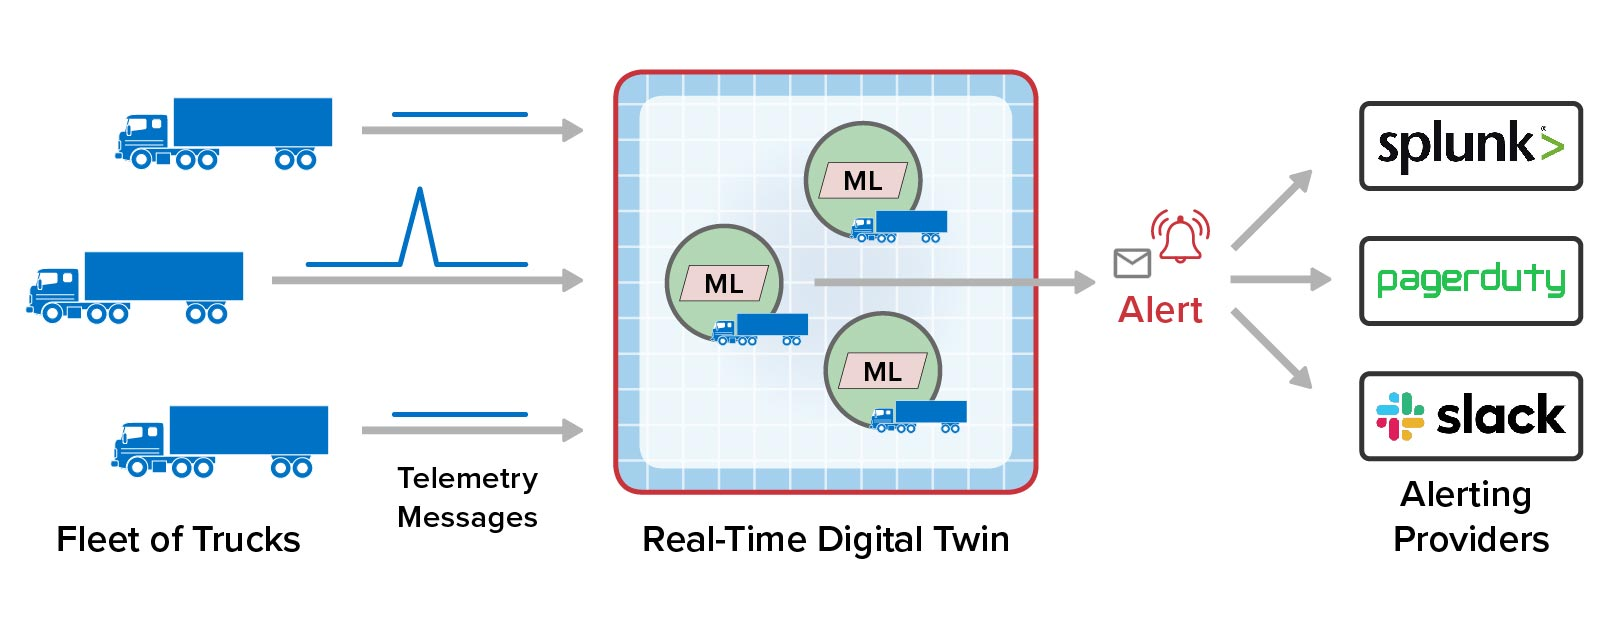 Fleet of Trucks
Telemetry
Messages
ML
ML
ML
Real-Time Digital Twin
Alert
splunk>
pagerduty
slack
Alerting
Providers